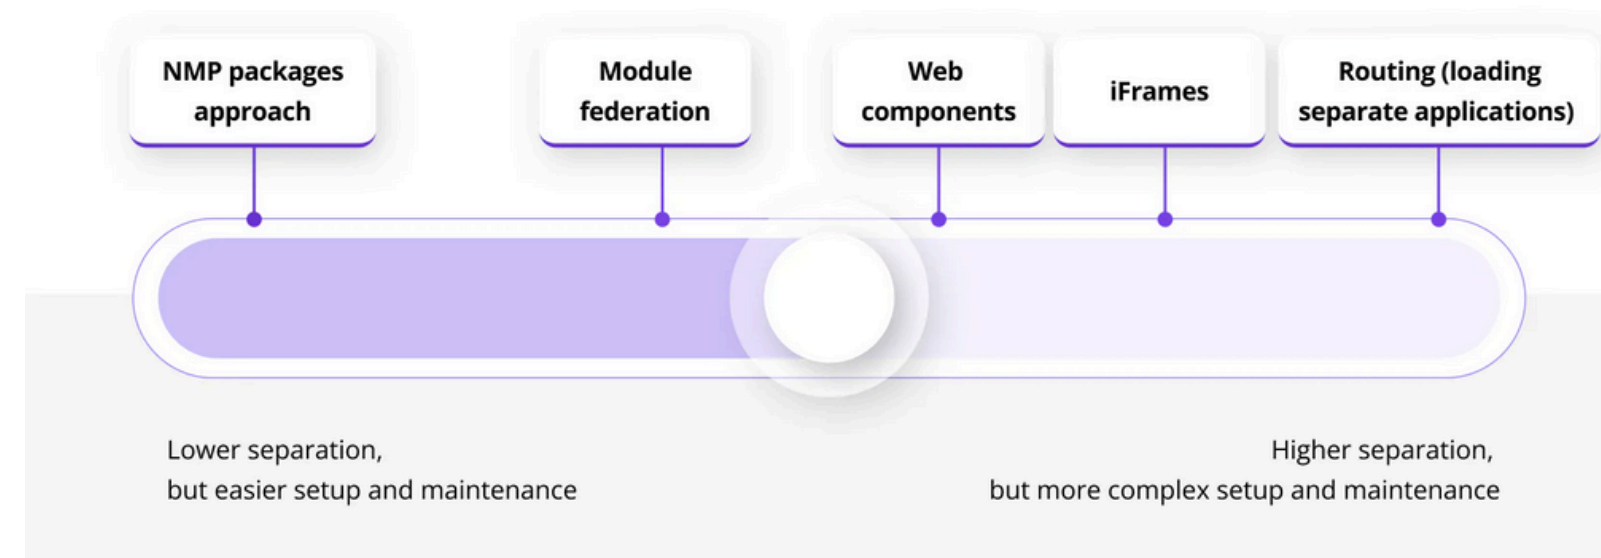 NMP packages
approach
Module
federation
Web
components
iFrames
Routing (loading
separate applications)
Lower separation,
but easier setup and maintenance
Higher separation,
but more complex setup and maintenance